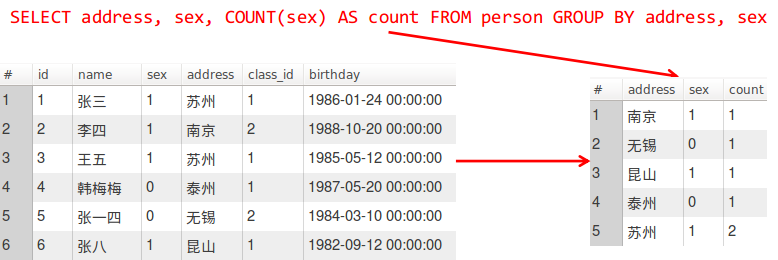 SELECT address, sex, COUNT(sex) AS count FROM person GROUP BY address, sex
# id name sex address class_id birthday
1 1 张三 1 苏州 1 1986-01-24 00:00:00
2 2 李四 1 南京 2 1988-10-20 00:00:00
3 3 王五 1 苏州 1 1985-05-12 00:00:00
4 4 韩梅梅 0 泰州 1 1987-05-20 00:00:00
5 5 张一四 0 无锡 2 1984-03-10 00:00:00
6 6 张八 1 昆山 1 1982-09-12 00:00:00
# address sex count
1 南京 1 1
2 无锡 0 1
3 昆山 1 1
4 泰州 0 1
5 苏州 1 2